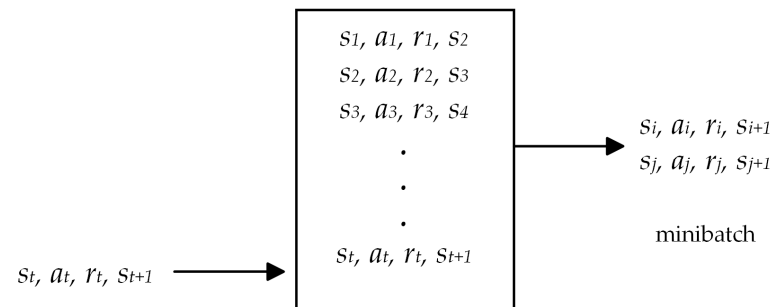 s1, a1, r1, s2
s2, a2, r2, s3
s3, a3, r3, s4
.
.
.
st, at, rt, st+1
st, at, rt, st+1
si, ai, ri, si+1
sj, aj, rj, sj+1
minibatch